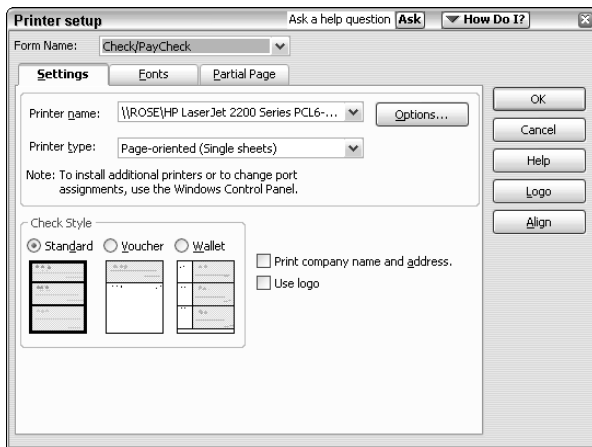 Printer setup
Ask a help question Ask How Do I?
Form Name: Check/PayCheck
Settings Fonts Partial Page
Printer name: \\ROSE\HP LaserJet 2200 Series PCL6-... Options...
Printer type: Page-oriented (Single sheets)
Note: To install additional printers or to change port
assignments, use the Windows Control Panel.
OK
Cancel
Help
Logo
Align
Check Style
Standard Voucher Wallet
Print company name and address.
Use logo